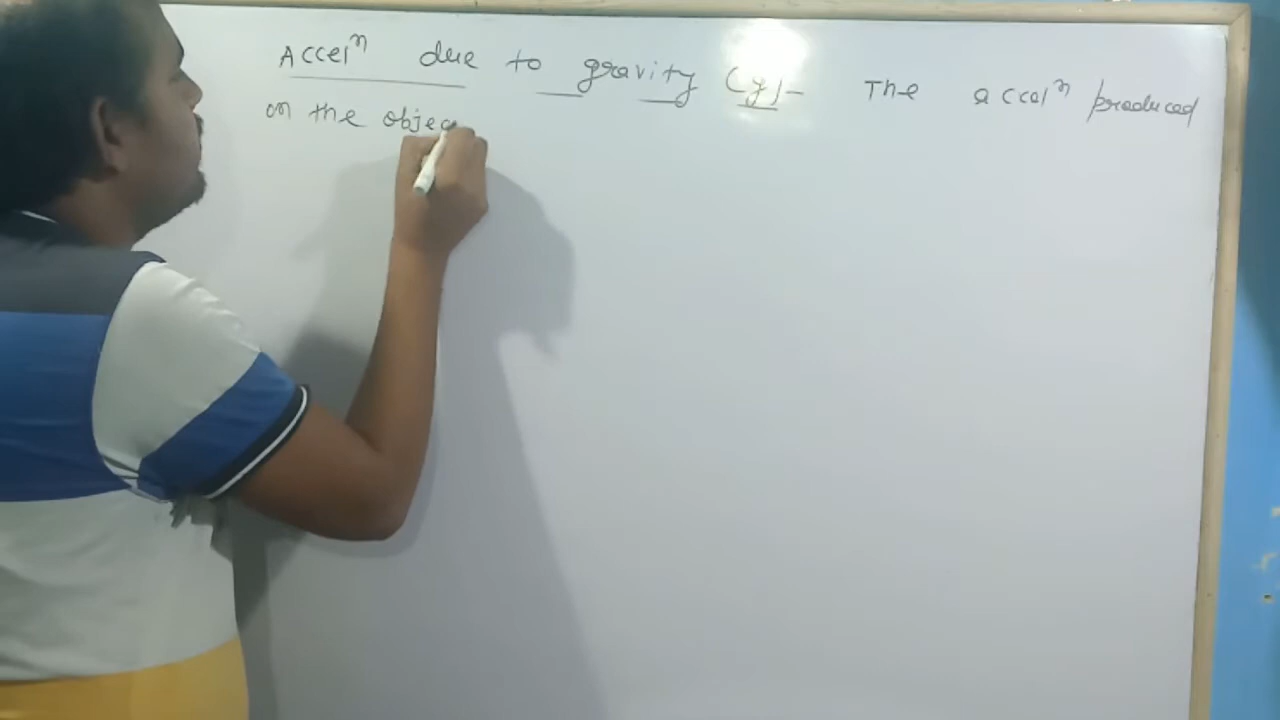 Accelⁿ due to gravity (g)- The accelⁿ produced
on the objec